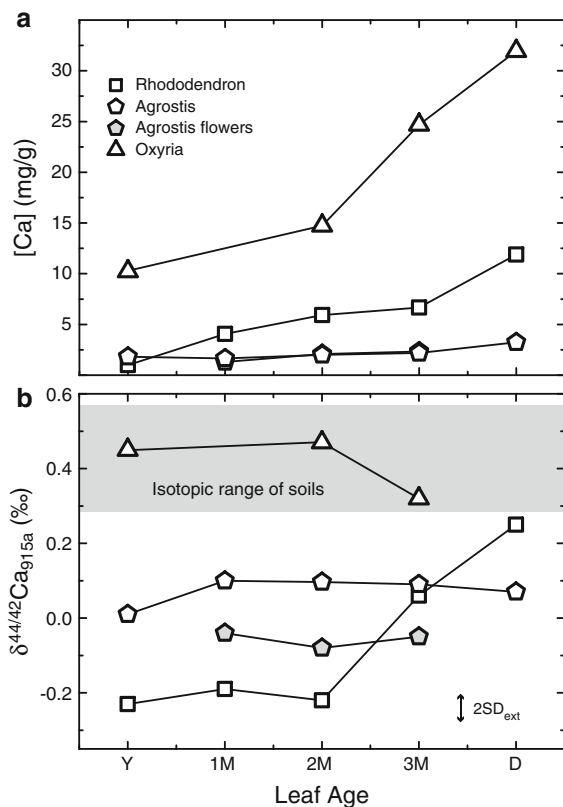 a
30
25
20
15
10
5
[Ca] (mg/g)
Rhododendron
Agrostis
Agrostis flowers
Oxyria
b
0.6
0.4
0.2
0.0
-0.2
δ44/42Ca915a (‰)
Isotopic range of soils
2SDext
Y 1M 2M 3M D
Leaf Age